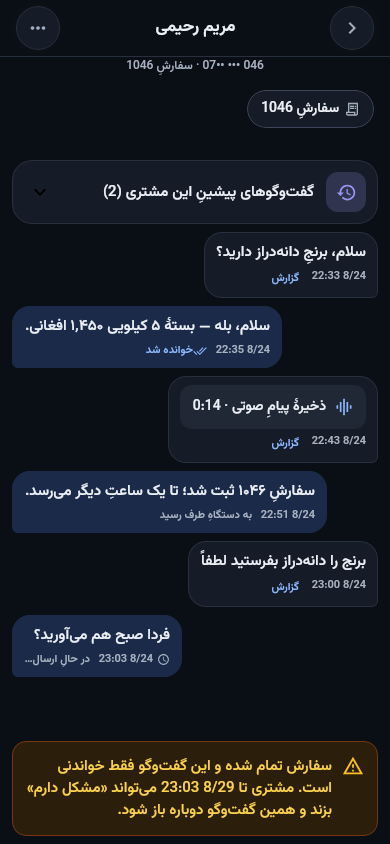 مریم رحیمی
046 ••• ••07 · سفارشِ 1046
سفارشِ 1046
گفت‌وگوهای پیشینِ این مشتری (2)
سلام، برنجِ دانه‌دراز دارید؟
8/24 22:33 گزارش
سلام، بله — بستهٔ ۵ کیلویی ۱,۴۵۰ افغانی.
8/24 22:35 خوانده شد
ذخیرهٔ پیامِ صوتی · 0:14
8/24 22:43 گزارش
سفارشِ ۱۰۴۶ ثبت شد؛ تا یک ساعتِ دیگر می‌رسد.
8/24 22:51 به دستگاهِ طرف رسید
برنج را دانه‌دراز بفرستید لطفاً
8/24 23:00 گزارش
فردا صبح هم می‌آورید؟
8/24 23:03 در حالِ ارسال…
سفارش تمام شده و این گفت‌وگو فقط خواندنی
است. مشتری تا 8/29 23:03 می‌تواند «مشکل دارم»
بزند و همین گفت‌وگو دوباره باز شود.